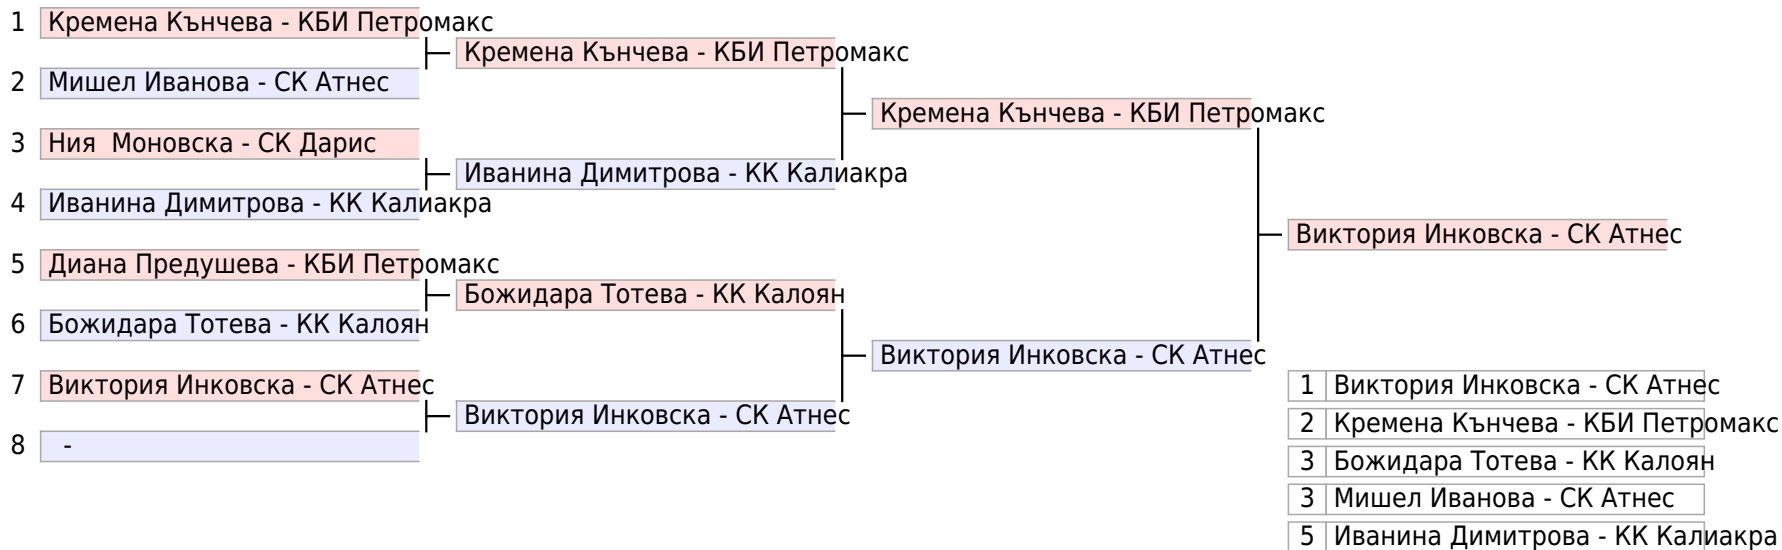 1 Кремена Кънчева - КБИ Петромакс
Кремена Кънчева - КБИ Петромакс
2 Мишел Иванова - СК Атнес
Кремена Кънчева - КБИ Петромакс
3 Ния  Моновска - СК Дарис
Иванина Димитрова - КК Калиакра
4 Иванина Димитрова - КК Калиакра
Виктория Инковска - СК Атнес
5 Диана Предушева - КБИ Петромакс
Божидара Тотева - КК Калоян
6 Божидара Тотева - КК Калоян
Виктория Инковска - СК Атнес
7 Виктория Инковска - СК Атнес
Виктория Инковска - СК Атнес
8 -
1 Виктория Инковска - СК Атнес
2 Кремена Кънчева - КБИ Петромакс
3 Божидара Тотева - КК Калоян
3 Мишел Иванова - СК Атнес
5 Иванина Димитрова - КК Калиакра